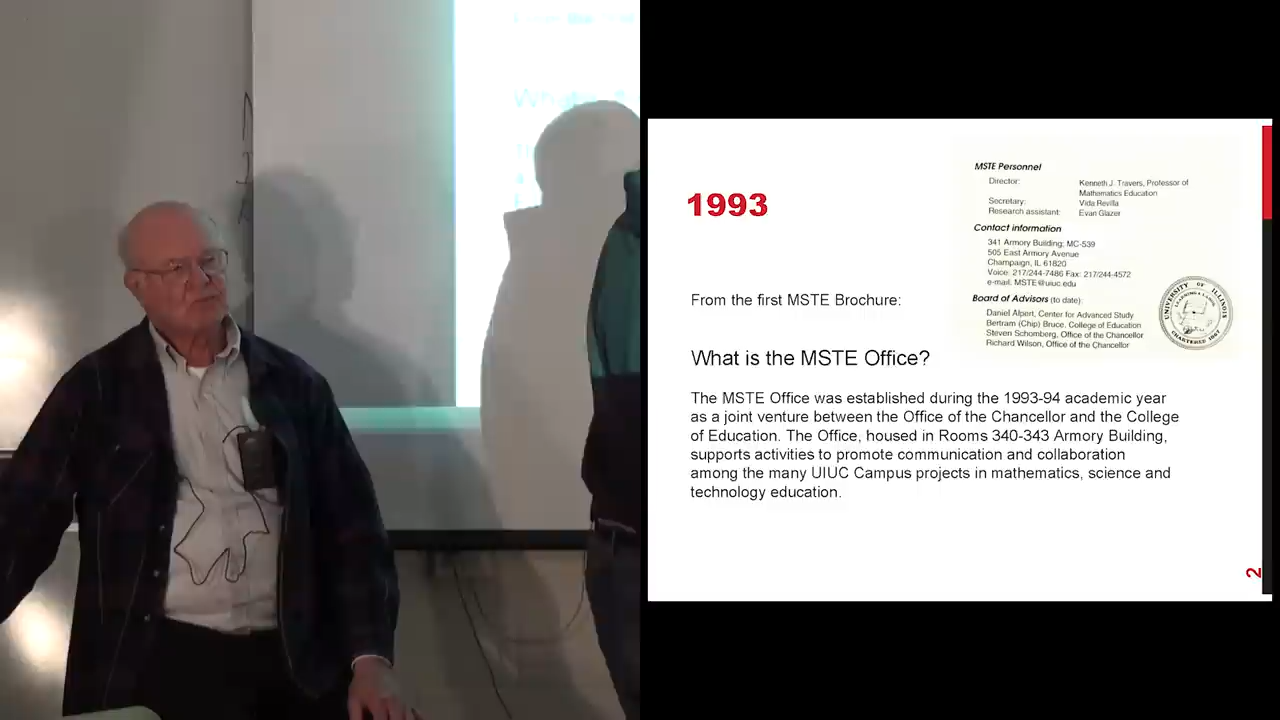 1993
MSTE Personnel
Director: Kenneth J. Travers, Professor of
Mathematics Education
Secretary: Vida Revilla
Research assistant: Evan Glazer
Contact information
341 Armory Building; MC-539
505 East Armory Avenue
Champaign, IL 61820
Voice: 217/244-7486 Fax: 217/244-4572
e-mail: MSTE@uiuc.edu
Board of Advisors (to date):
Daniel Alpert, Center for Advanced Study
Bertram (Chip) Bruce, College of Education
Steven Schomberg, Office of the Chancellor
Richard Wilson, Office of the Chancellor
UNIVERSITY OF ILLINOIS
LEARNING & LABOR
CHARTERED 1867
From the first MSTE Brochure:
What is the MSTE Office?
The MSTE Office was established during the 1993-94 academic year
as a joint venture between the Office of the Chancellor and the College
of Education. The Office, housed in Rooms 340-343 Armory Building,
supports activities to promote communication and collaboration
among the many UIUC Campus projects in mathematics, science and
technology education.
2